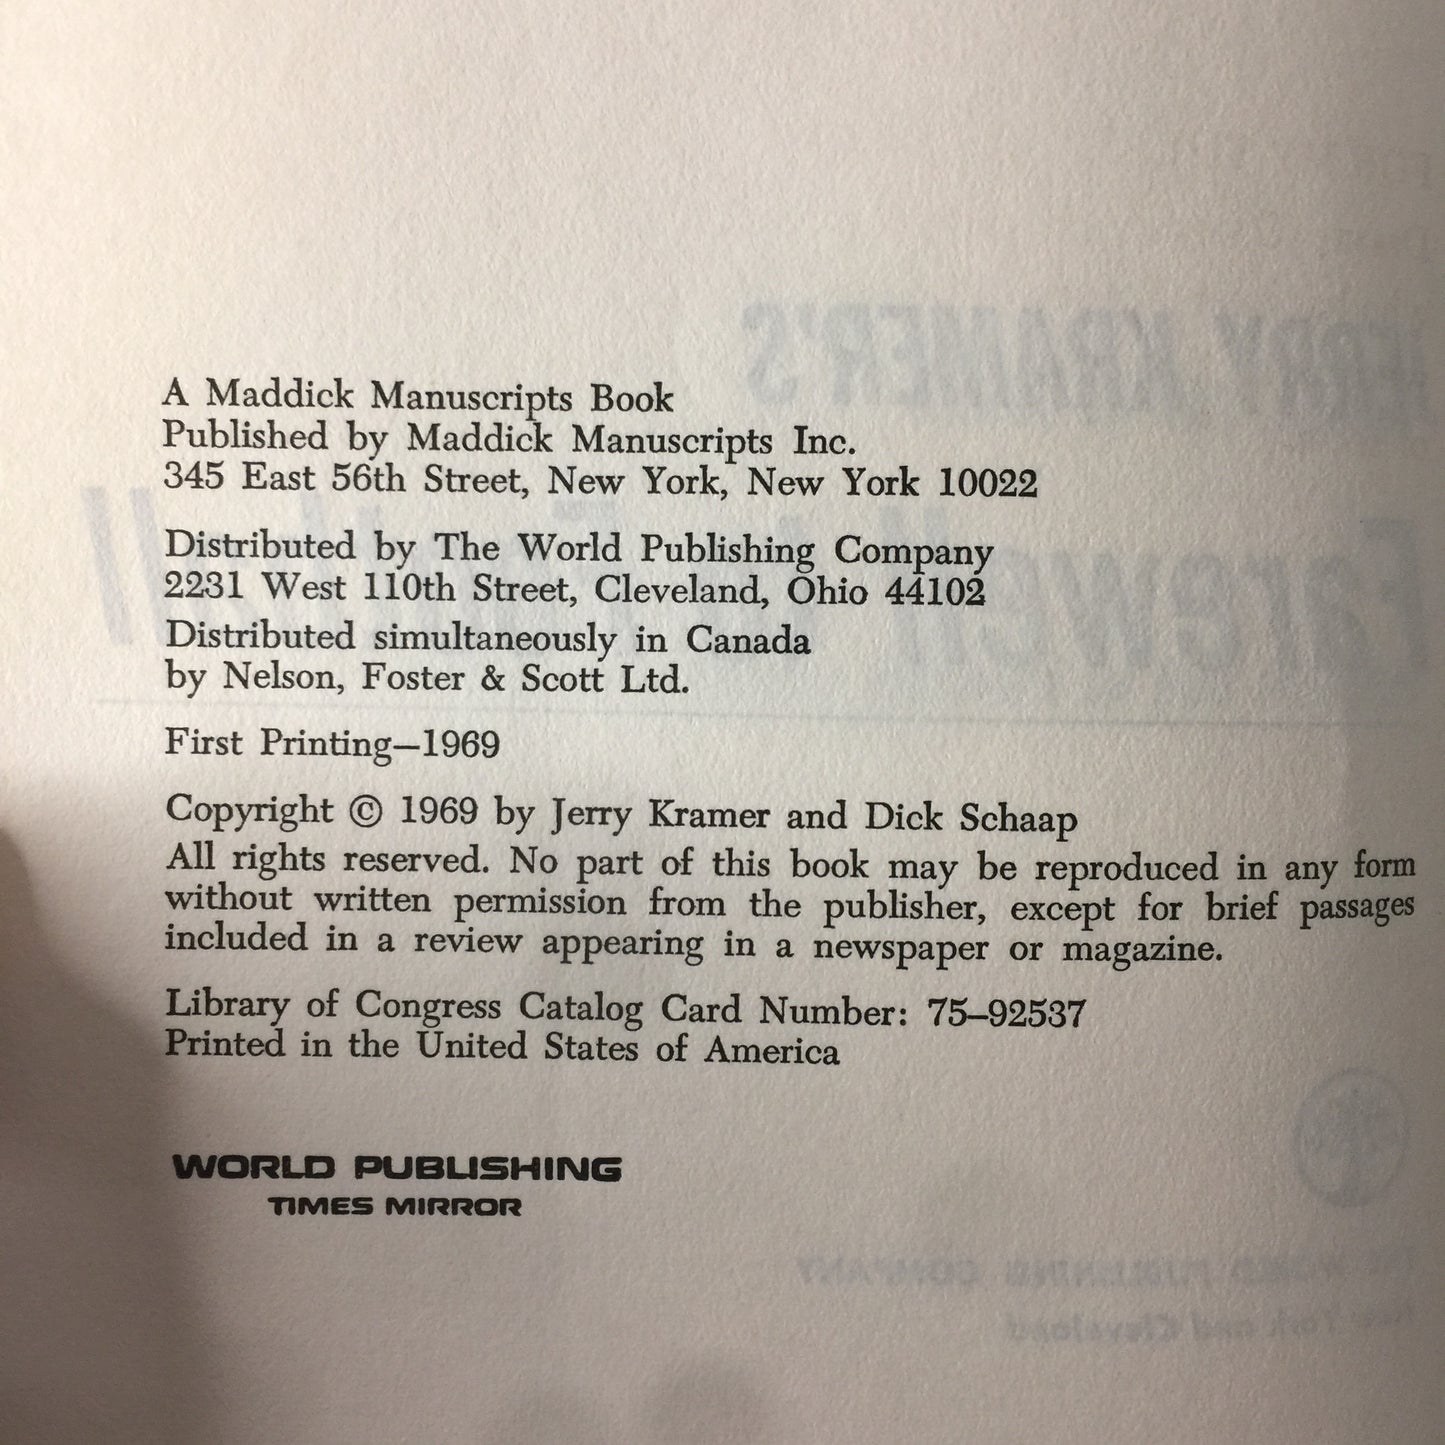 A Maddick Manuscripts Book
Published by Maddick Manuscripts Inc.
345 East 56th Street, New York, New York 10022
Distributed by The World Publishing Company
2231 West 110th Street, Cleveland, Ohio 44102
Distributed simultaneously in Canada
by Nelson, Foster & Scott Ltd.
First Printing—1969
Copyright © 1969 by Jerry Kramer and Dick Schaap
All rights reserved. No part of this book may be reproduced in any form
without written permission from the publisher, except for brief passages
included in a review appearing in a newspaper or magazine.
Library of Congress Catalog Card Number: 75–92537
Printed in the United States of America
WORLD PUBLISHING
TIMES MIRROR